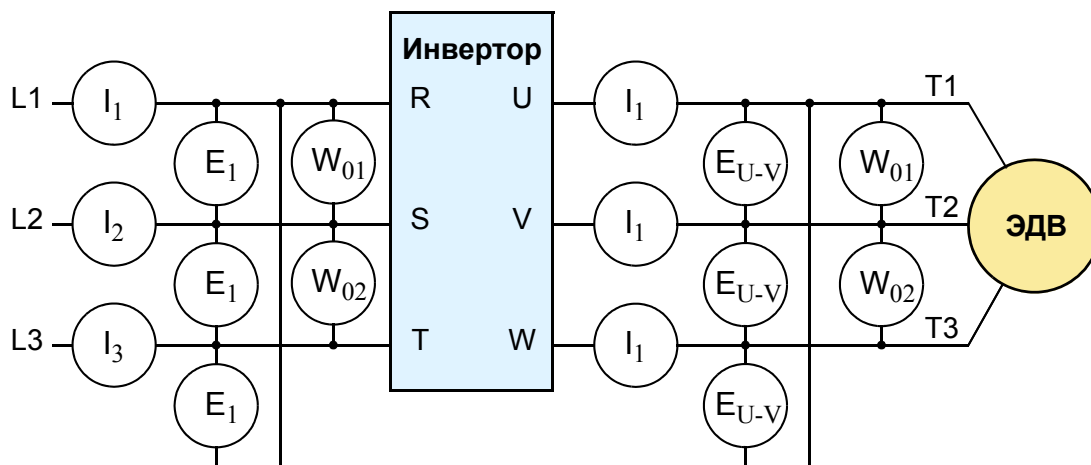 Инвертор
L1 I1 R U I1 T1
E1 W01 EU-V W01
L2 I2 S V I1 T2 ЭДВ
E1 W02 EU-V W02
L3 I3 T W I1 T3
E1 EU-V